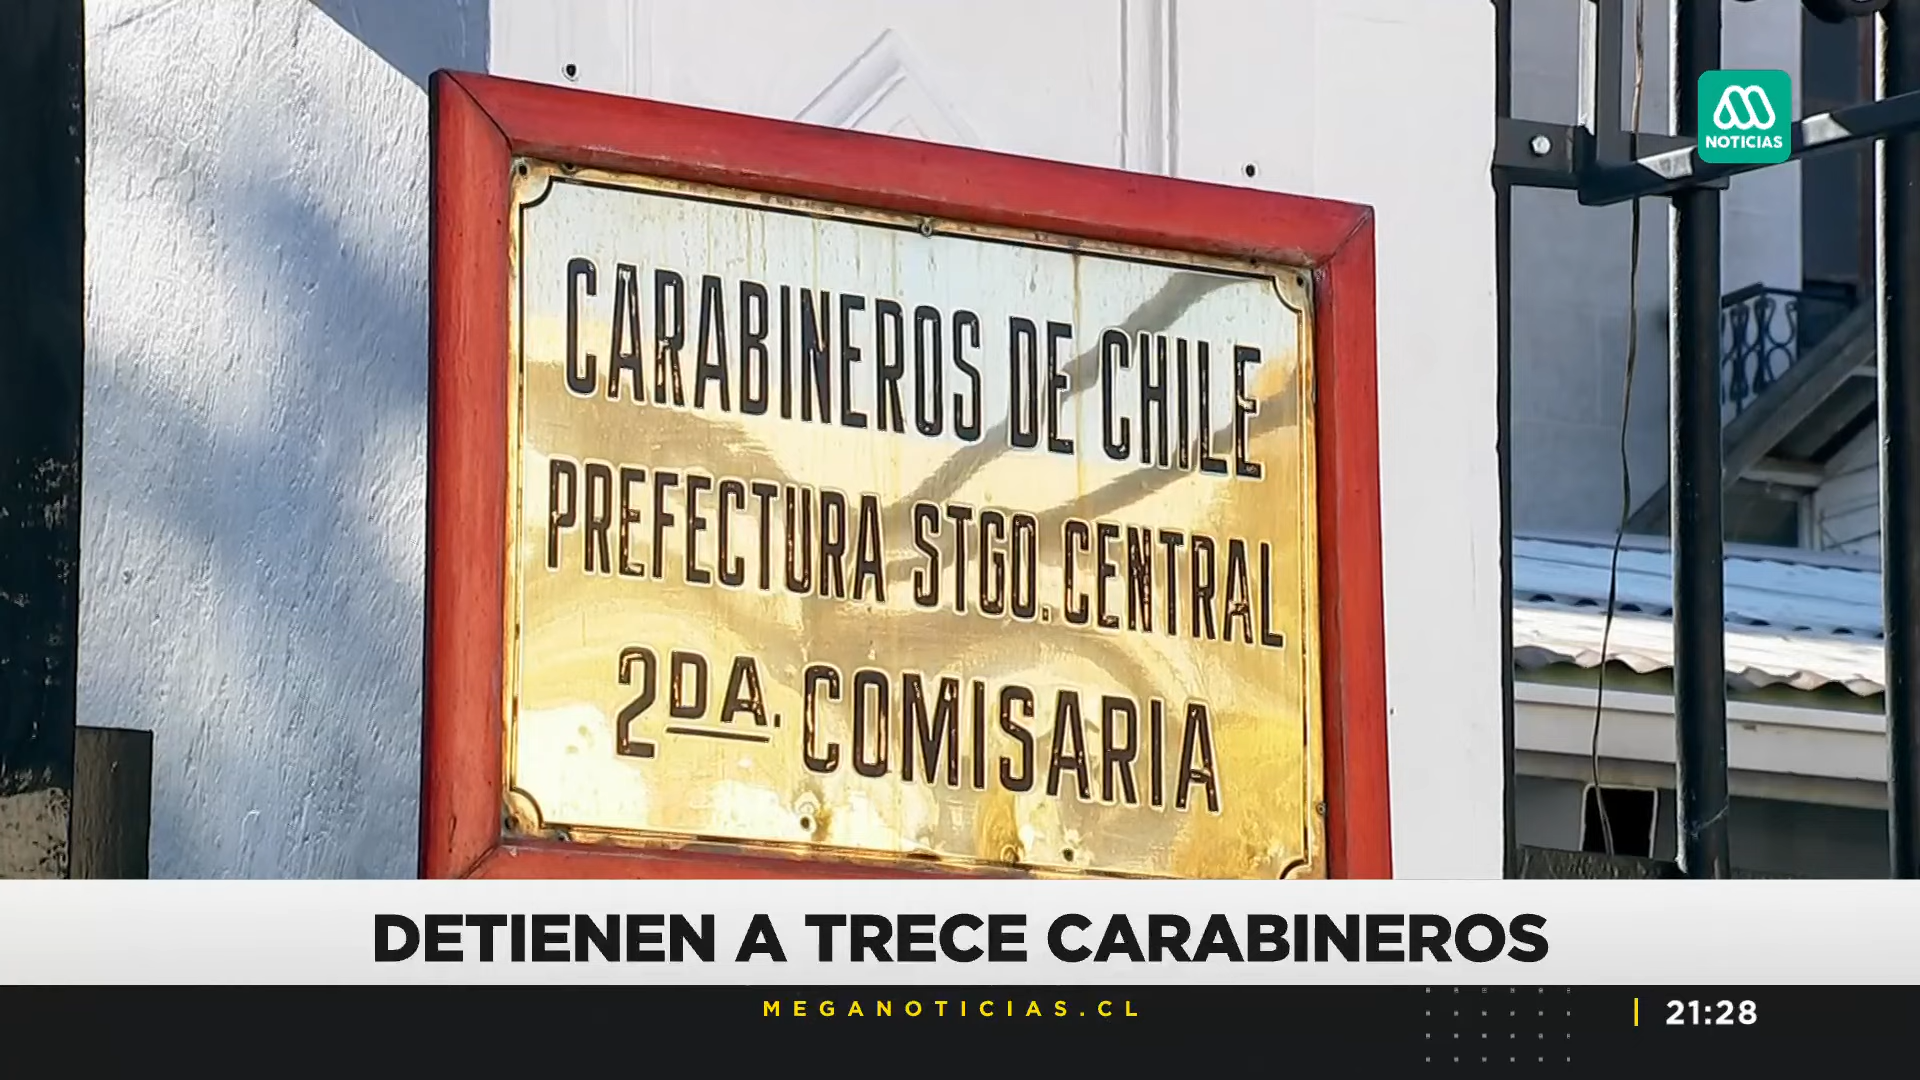 NOTICIAS
CARABINEROS DE CHILE
PREFECTURA STGO. CENTRAL
2DA. COMISARIA
DETIENEN A TRECE CARABINEROS
MEGANOTICIAS.CL
21:28